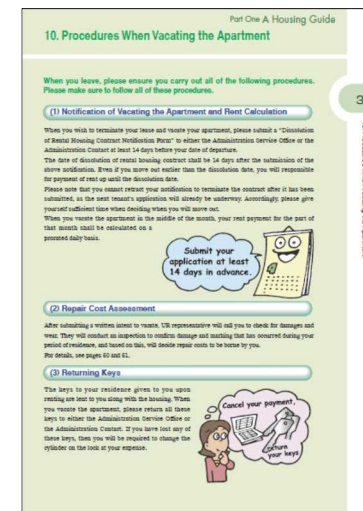 Part One A Housing Guide
10. Procedures When Vacating the Apartment
When you leave, please ensure you carry out all of the following procedures.
Please make sure to follow all of these procedures.
(1) Notification of Vacating the Apartment and Rent Calculation
When you wish to terminate your lease and vacate your apartment, please submit a "Dissolution
of Rental Housing Contract Notification Form" to either the Administration Service Office or the
Administration Contact at least 14 days before your date of departure.
The date of dissolution of rental housing contract shall be 14 days after the submission of the
above notification. Even if you move out earlier than the dissolution date, you will responsible
for payment of rent up until the dissolution date.
Please note that you cannot retract your notification to terminate the contract after it has been
submitted, as the next tenant's application will already be underway. Accordingly, please give
yourself sufficient time when deciding when you will move out.
When you vacate the apartment in the middle of the month, your rent payment for the part of
that month shall be calculated on a
prorated daily basis.
Submit your
application at least
14 days in advance.
(2) Repair Cost Assessment
After submitting a written intent to vacate, UR representative will call you to check for damages and
wear. They will conduct an inspection to confirm damage and marking that has occurred during your
period of residence, and based on this, will decide repair costs to be borne by you.
For details, see pages 60 and 61.
(3) Returning Keys
The keys to your residence given to you upon
renting are lent to you along with the housing. When
you vacate the apartment, please return all these
keys to either the Administration Service Office or
the Administration Contact. If you have lost any of
these keys, then you will be required to change the
cylinder on the lock at your expense.
Cancel your payment,
return
your keys
3